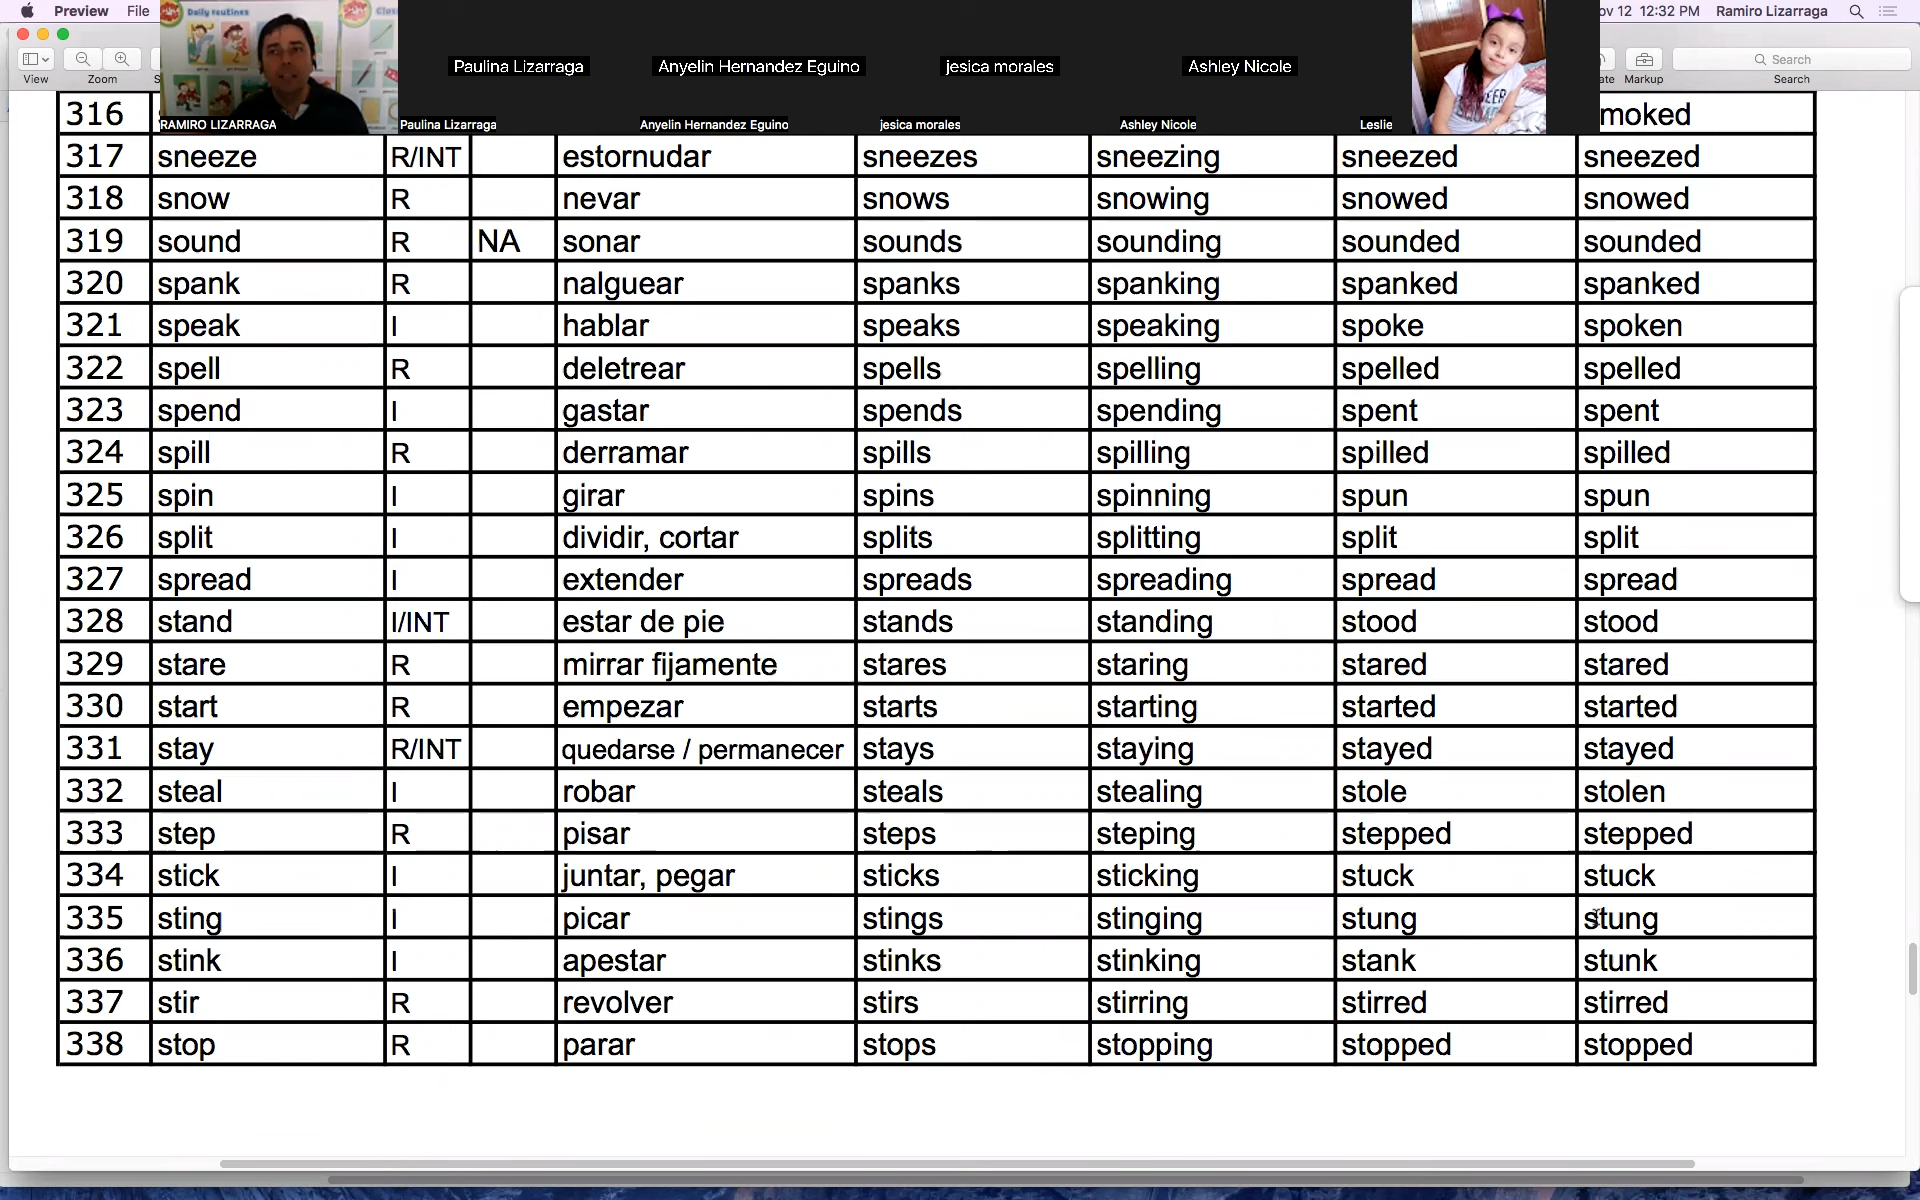 Preview File ov 12 12:32 PM Ramiro Lizarraga
Daily routines
View Zoom S ate Markup Search
Search
Paulina Lizarraga Anyelin Hernandez Eguino jesica morales Ashley Nicole
RAMIRO LIZARRAGA Paulina Lizarraga Anyelin Hernandez Eguino jesica morales Ashley Nicole Leslie
316 moked
317 sneeze R/INT estornudar sneezes sneezing sneezed sneezed
318 snow R nevar snows snowing snowed snowed
319 sound R NA sonar sounds sounding sounded sounded
320 spank R nalguear spanks spanking spanked spanked
321 speak I hablar speaks speaking spoke spoken
322 spell R deletrear spells spelling spelled spelled
323 spend I gastar spends spending spent spent
324 spill R derramar spills spilling spilled spilled
325 spin I girar spins spinning spun spun
326 split I dividir, cortar splits splitting split split
327 spread I extender spreads spreading spread spread
328 stand I/INT estar de pie stands standing stood stood
329 stare R mirrar fijamente stares staring stared stared
330 start R empezar starts starting started started
331 stay R/INT quedarse / permanecer stays staying stayed stayed
332 steal I robar steals stealing stole stolen
333 step R pisar steps steping stepped stepped
334 stick I juntar, pegar sticks sticking stuck stuck
335 sting I picar stings stinging stung stung
336 stink I apestar stinks stinking stank stunk
337 stir R revolver stirs stirring stirred stirred
338 stop R parar stops stopping stopped stopped